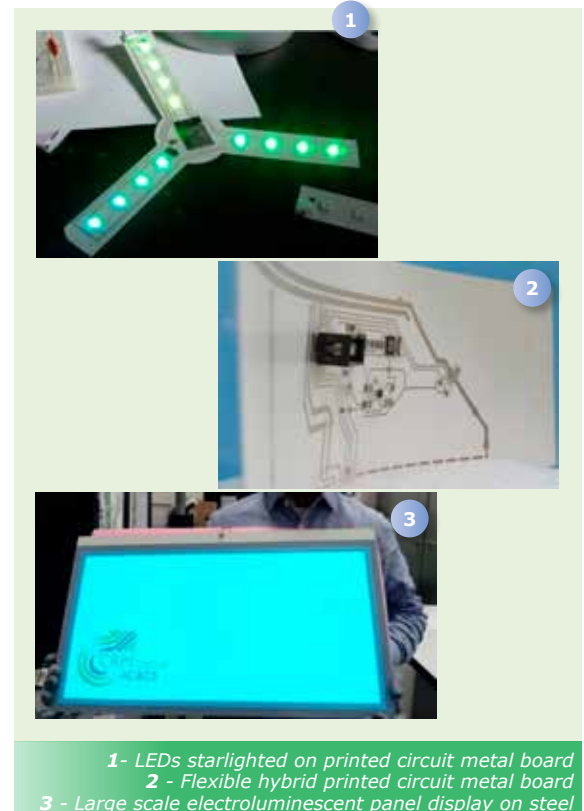 1
2
3
1- LEDs starlighted on printed circuit metal board
2 - Flexible hybrid printed circuit metal board
3 - Large scale electroluminescent panel display on steel